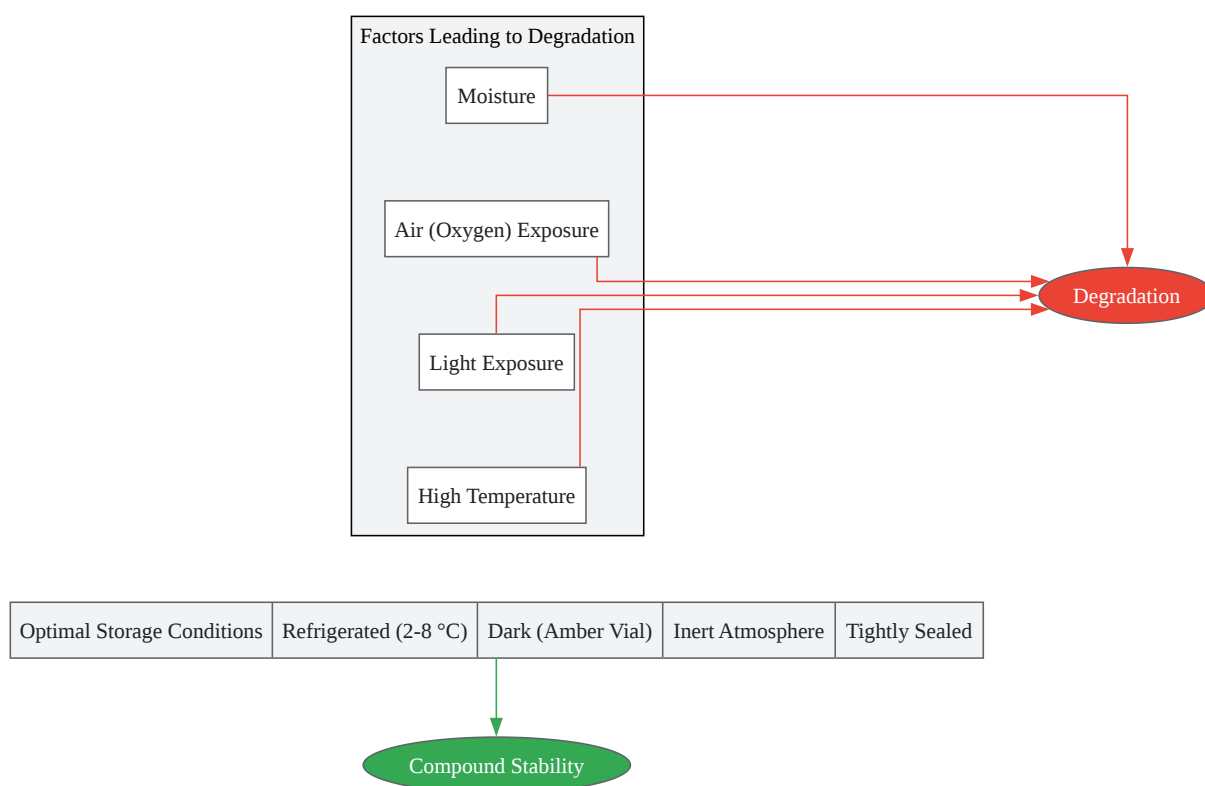 Factors Leading to Degradation
Moisture
Air (Oxygen) Exposure
Degradation
Light Exposure
High Temperature
Optimal Storage Conditions
Refrigerated (2-8 °C)
Dark (Amber Vial)
Inert Atmosphere
Tightly Sealed
Compound Stability